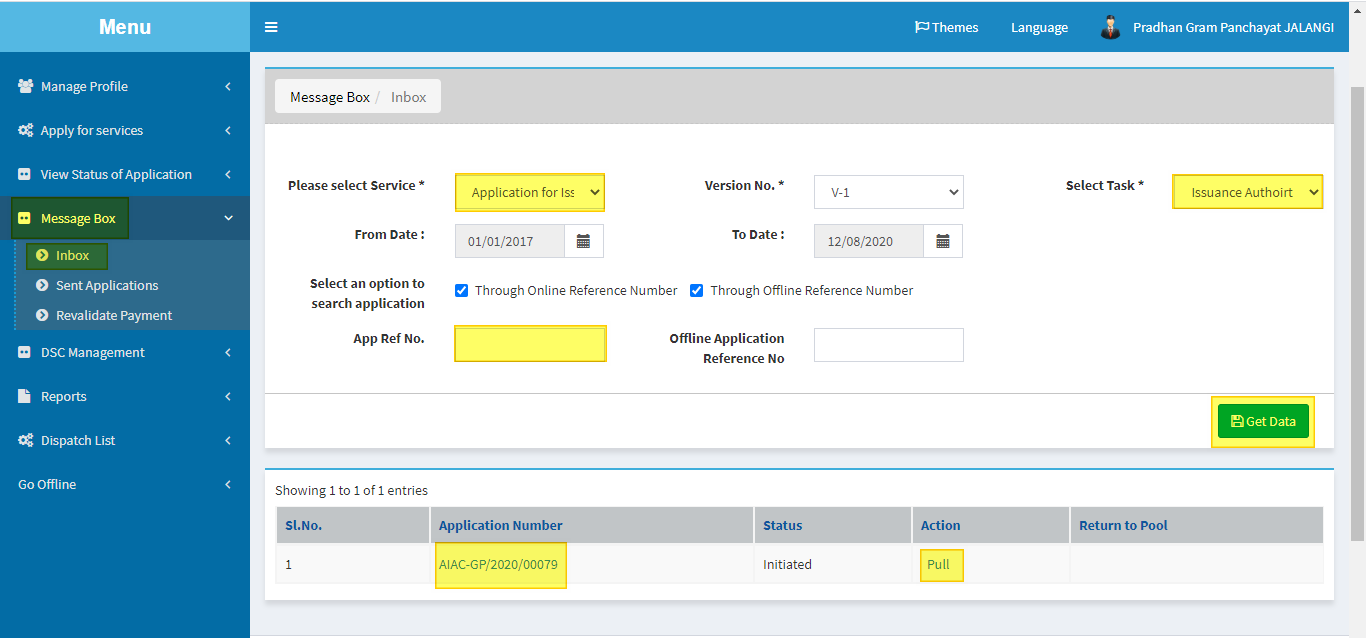 Menu
Themes
Language
Pradhan Gram Panchayat JALANGI
Manage Profile
Apply for services
View Status of Application
Message Box
Inbox
Sent Applications
Revalidate Payment
DSC Management
Reports
Dispatch List
Go Offline
Message Box / Inbox
Please select Service *
Application for Iss
Version No. *
V-1
Select Task *
Issuance Authoirt
From Date :
01/01/2017
To Date :
12/08/2020
Select an option to
search application
Through Online Reference Number
Through Offline Reference Number
App Ref No.
Offline Application
Reference No
Get Data
Showing 1 to 1 of 1 entries
Sl.No. Application Number Status Action Return to Pool
1 AIAC-GP/2020/00079 Initiated Pull